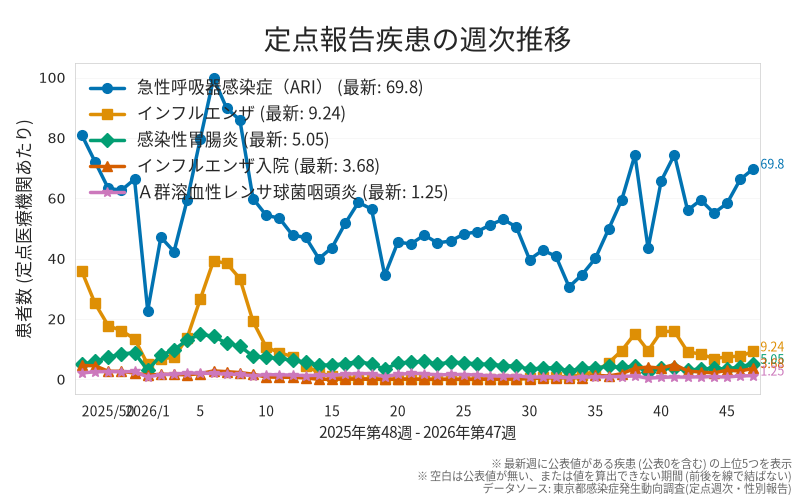 定点報告疾患の週次推移
急性呼吸器感染症（ARI） (最新: 69.8)
インフルエンザ (最新: 9.24)
感染性胃腸炎 (最新: 5.05)
インフルエンザ入院 (最新: 3.68)
Ａ群溶血性レンサ球菌咽頭炎 (最新: 1.25)
患者数 (定点医療機関あたり)
100
80
60
40
20
0
69.8
9.24
5.05
3.68
1.25
2025/50 2026/1 5 10 15 20 25 30 35 40 45
2025年第48週 - 2026年第47週
※ 最新週に公表値がある疾患 (公表0を含む) の上位5つを表示
※ 空白は公表値が無い、または値を算出できない期間 (前後を線で結ばない)
データソース: 東京都感染症発生動向調査(定点週次・性別報告)